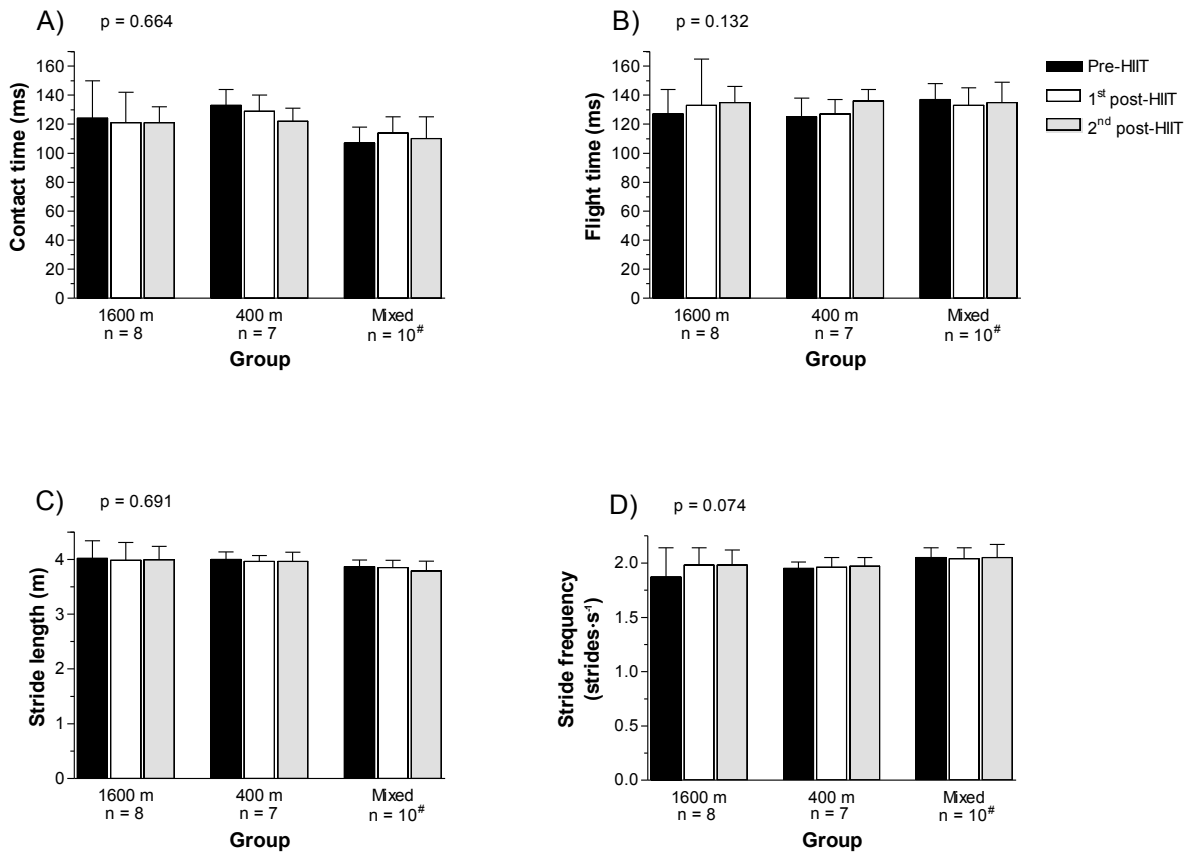 A) p = 0.664
160
140
120
100
80
60
40
20
0
Contact time (ms)
1600 m
n = 8
400 m
n = 7
Mixed
n = 10#
Group
B) p = 0.132
160
140
120
100
80
60
40
20
0
Flight time (ms)
1600 m
n = 8
400 m
n = 7
Mixed
n = 10#
Group
Pre-HIIT
1st post-HIIT
2nd post-HIIT
C) p = 0.691
4
3
2
1
0
Stride length (m)
1600 m
n = 8
400 m
n = 7
Mixed
n = 10#
Group
D) p = 0.074
2.0
1.5
1.0
0.5
0.0
Stride frequency
(strides·s-1)
1600 m
n = 8
400 m
n = 7
Mixed
n = 10#
Group